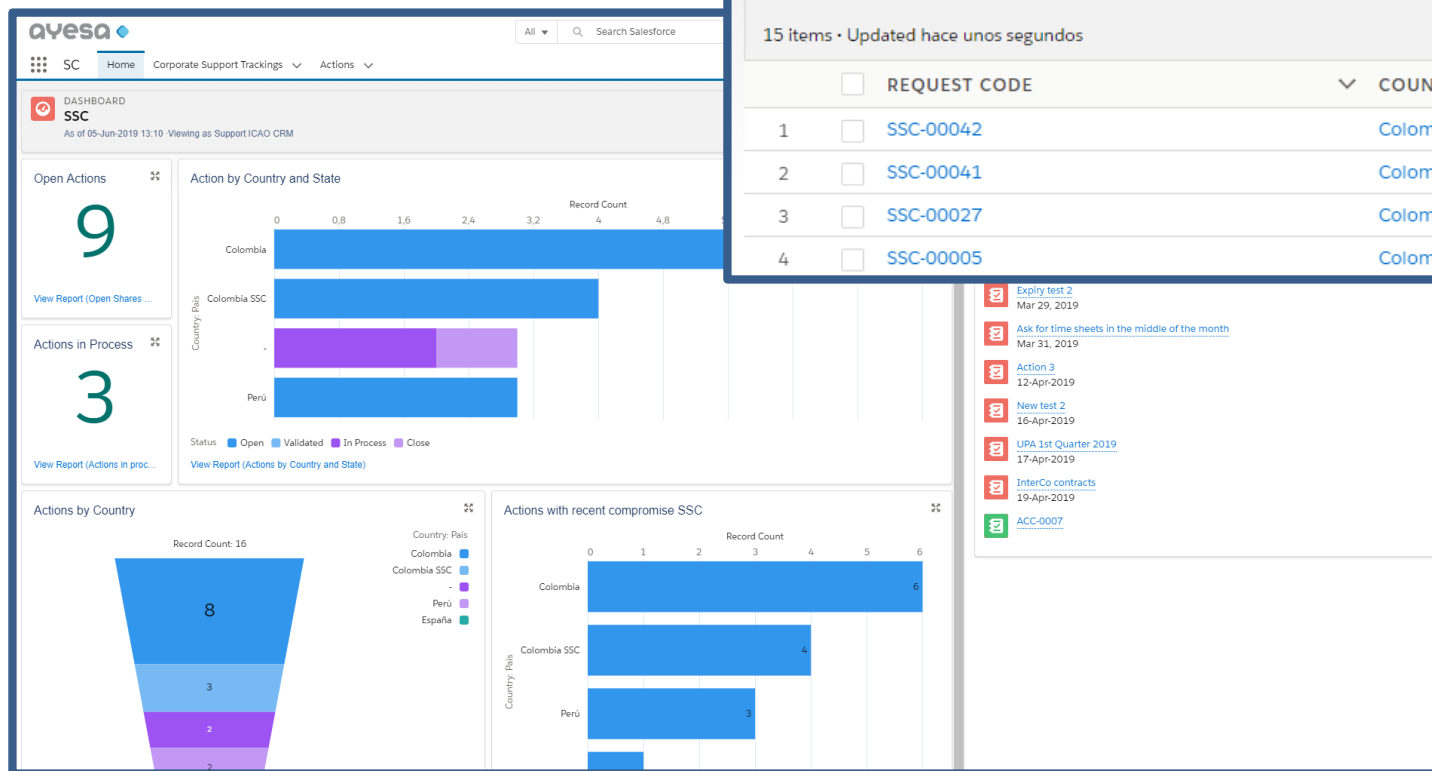 ayesa
All
Search Salesforce
SC
Home
Corporate Support Trackings
Actions
DASHBOARD
SSC
As of 05-Jun-2019 13:10 ·Viewing as Support ICAO CRM
Open Actions
9
View Report (Open Shares ...
Actions in Process
3
View Report (Actions in proc...
Action by Country and State
Record Count
0 0,8 1,6 2,4 3,2 4 4,8
Country: País
Colombia
Colombia SSC
-
Perú
Status Open Validated In Process Close
View Report (Actions by Country and State)
Actions by Country
Record Count: 16
8
3
2
2
Country: País
Colombia
Colombia SSC
-
Perú
España
Actions with recent compromise SSC
Record Count
0 1 2 3 4 5 6
Country: País
Colombia 6
Colombia SSC 4
Perú 3
15 items • Updated hace unos segundos
REQUEST CODE COUN
1 SSC-00042 Colom
2 SSC-00041 Colom
3 SSC-00027 Colom
4 SSC-00005 Colom
Expiry test 2
Mar 29, 2019
Ask for time sheets in the middle of the month
Mar 31, 2019
Action 3
12-Apr-2019
New test 2
16-Apr-2019
UPA 1st Quarter 2019
17-Apr-2019
InterCo contracts
19-Apr-2019
ACC-0007